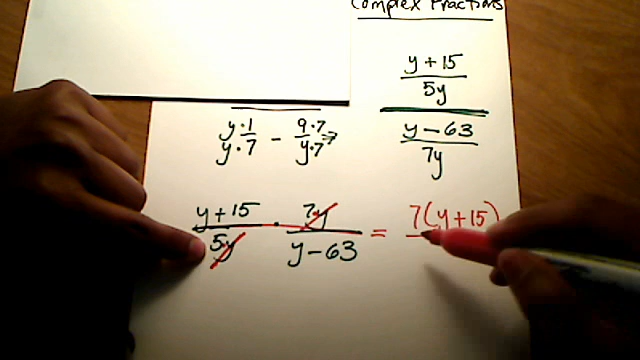 Complex Fractions
y + 15
5y
y - 63
7y
y·1
y·7
-
9·7
y·7
y + 15
5y
·
7y
y - 63
=
7(y + 15)